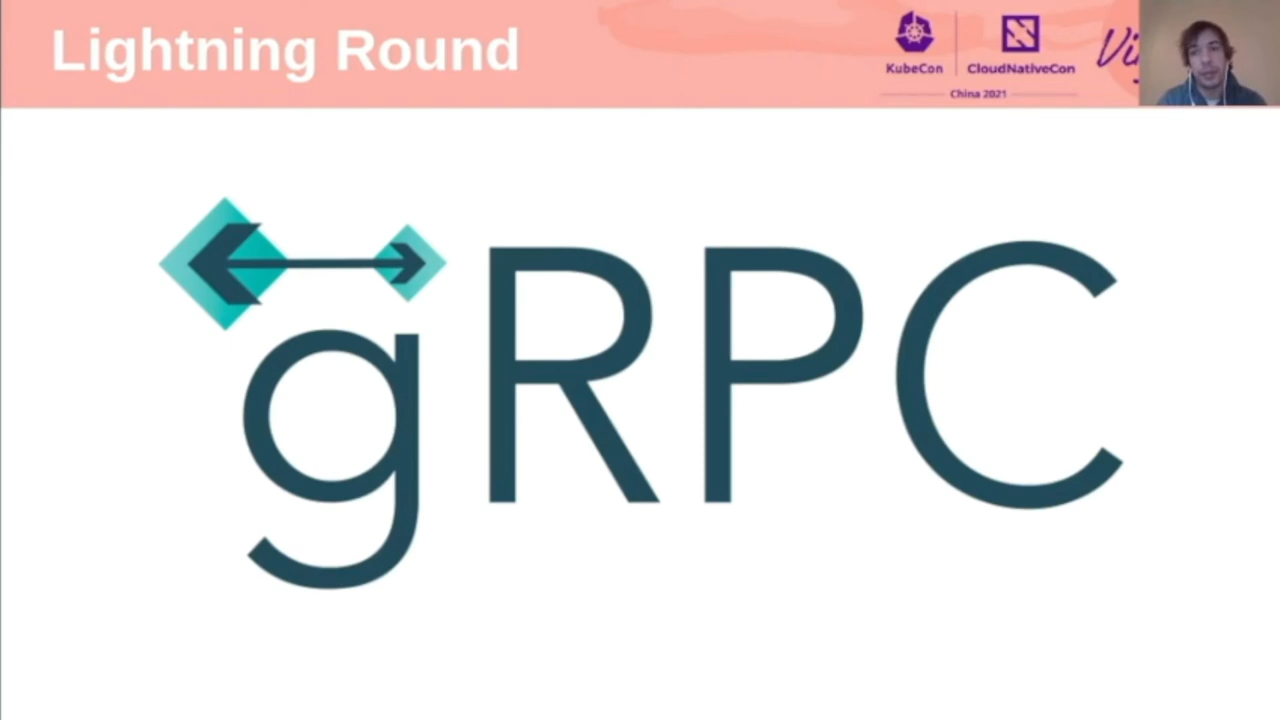 Lightning Round
KubeCon
CloudNativeCon
China 2021
gRPC